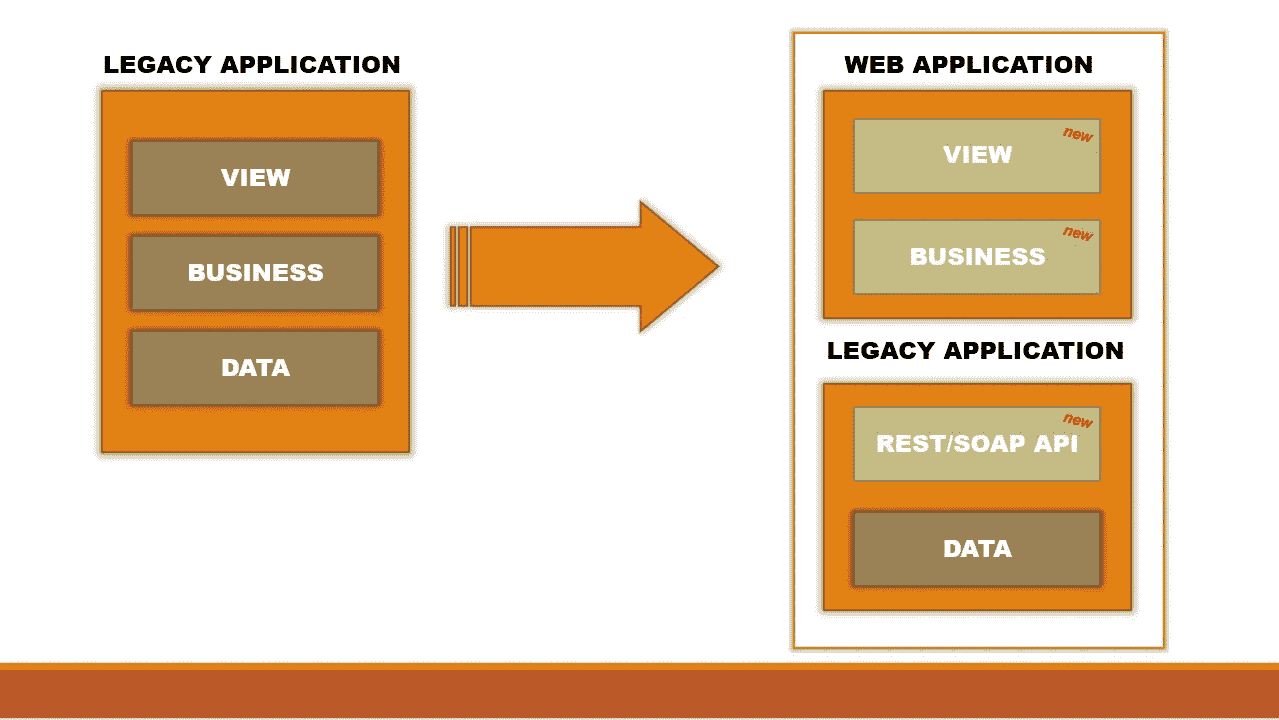 LEGACY APPLICATION
VIEW
BUSINESS
DATA
WEB APPLICATION
new
VIEW
new
BUSINESS
LEGACY APPLICATION
new
REST/SOAP API
DATA